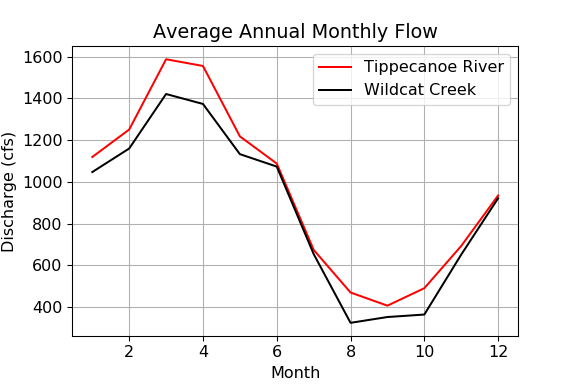 Average Annual Monthly Flow
Tippecanoe River
Wildcat Creek
1600
1400
1200
1000
800
600
400
Discharge (cfs)
2 4 6 8 10 12
Month